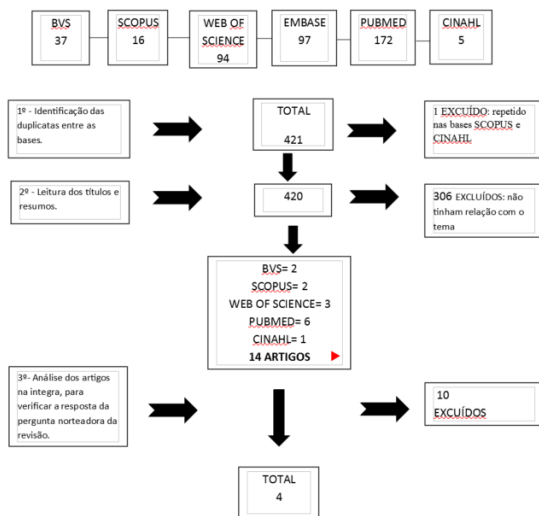 BVS
37
SCOPUS
16
WEB OF
SCIENCE
94
EMBASE
97
PUBMED
172
CINAHL
5
1º - Identificação das
duplicatas entre as
bases.
TOTAL
421
1 EXCUÍDO: repetido
nas bases SCOPUS e
CINAHL
2º - Leitura dos títulos e
resumos.
420
306 EXCLUÍDOS: não
tinham relação com o
tema
BVS= 2
SCOPUS= 2
WEB OF SCIENCE= 3
PUBMED= 6
CINAHL= 1
14 ARTIGOS
3º- Análise dos artigos
na integra, para
verificar a resposta da
pergunta norteadora da
revisão.
10
EXCUÍDOS
TOTAL
4